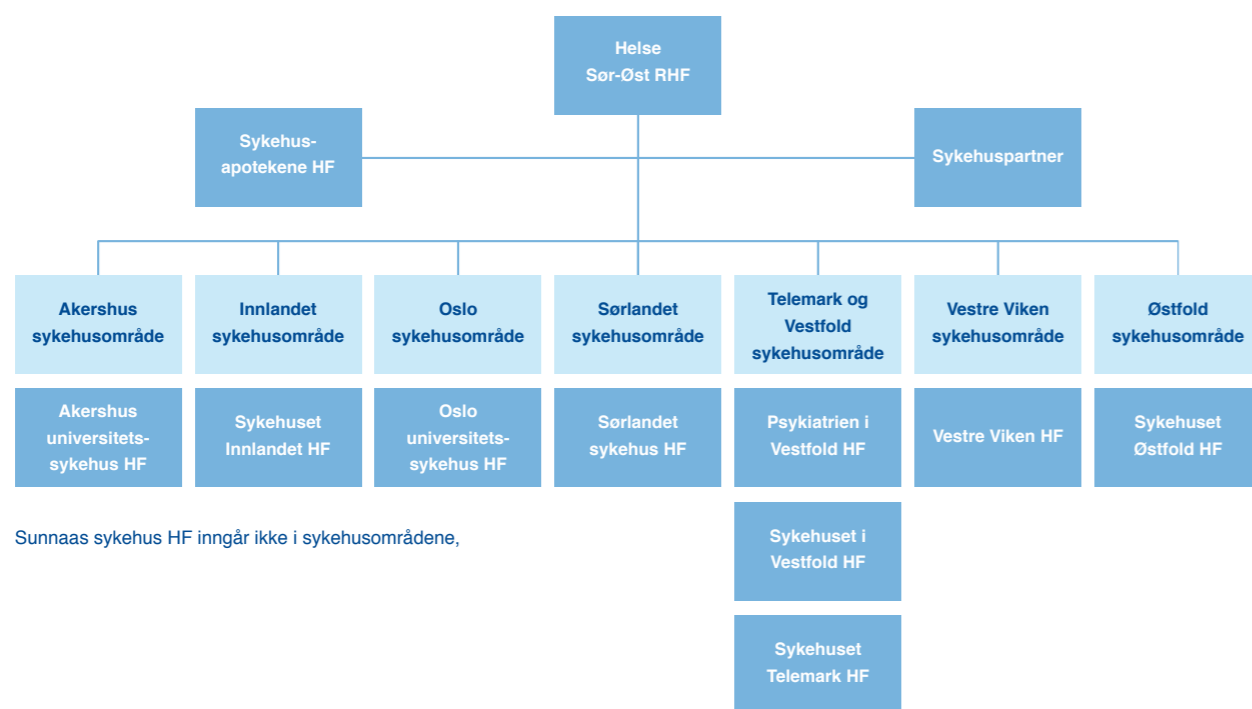 Helse
Sør-Øst RHF
Sykehus-
apotekene HF
Sykehuspartner
Akershus
sykehusområde
Innlandet
sykehusområde
Oslo
sykehusområde
Sørlandet
sykehusområde
Telemark og
Vestfold
sykehusområde
Vestre Viken
sykehusområde
Østfold
sykehusområde
Akershus
universitets-
sykehus HF
Sykehuset
Innlandet HF
Oslo
universitets-
sykehus HF
Sørlandet
sykehus HF
Psykiatrien i
Vestfold HF
Vestre Viken HF
Sykehuset
Østfold HF
Sunnaas sykehus HF inngår ikke i sykehusområdene,
Sykehuset i
Vestfold HF
Sykehuset
Telemark HF